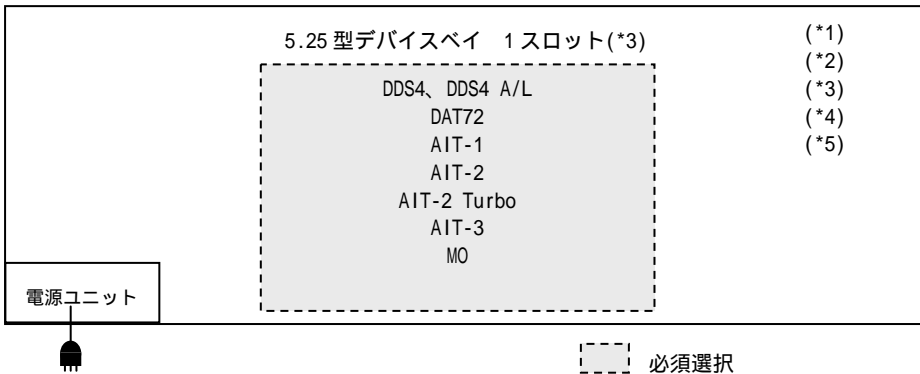 5.25 型デバイスベイ 1 スロット(*3)
DDS4、DDS4 A/L
DAT72
AIT-1
AIT-2
AIT-2 Turbo
AIT-3
MO
(*1)
(*2)
(*3)
(*4)
(*5)
電源ユニット
必須選択